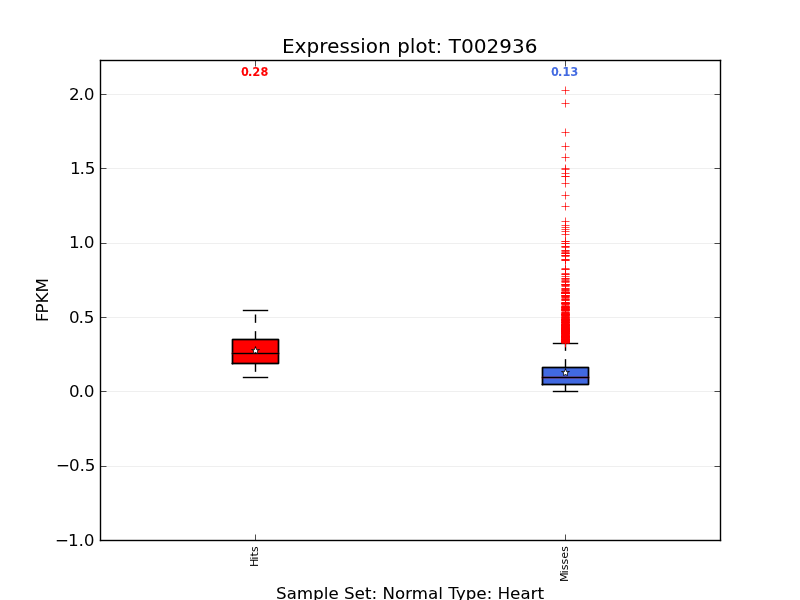 Expression plot: T002936
0.28
0.13
2.0
1.5
1.0
0.5
0.0
−0.5
−1.0
FPKM
Hits
Misses
Sample Set: Normal Type: Heart